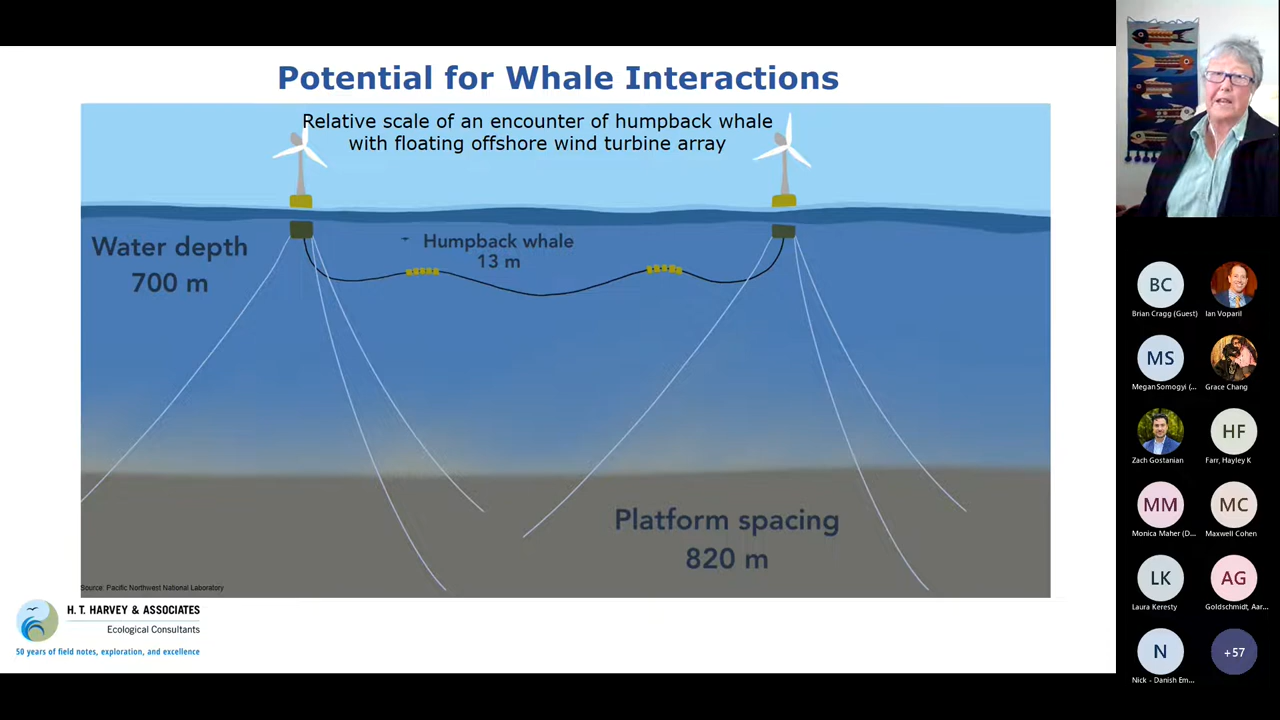 Potential for Whale Interactions
Relative scale of an encounter of humpback whale
with floating offshore wind turbine array
Water depth
700 m
Humpback whale
13 m
Platform spacing
820 m
Source: Pacific Northwest National Laboratory
H. T. HARVEY & ASSOCIATES
Ecological Consultants
50 years of field notes, exploration, and excellence
BC
Brian Cragg (Guest)
Ian Voparil
MS
Megan Somogyi (...
Grace Chang
Zach Gostanian
HF
Farr, Hayley K
MM
Monica Maher (D...
MC
Maxwell Cohen
LK
Laura Keresty
AG
Goldschmidt, Aar...
N
Nick - Danish Em...
+57